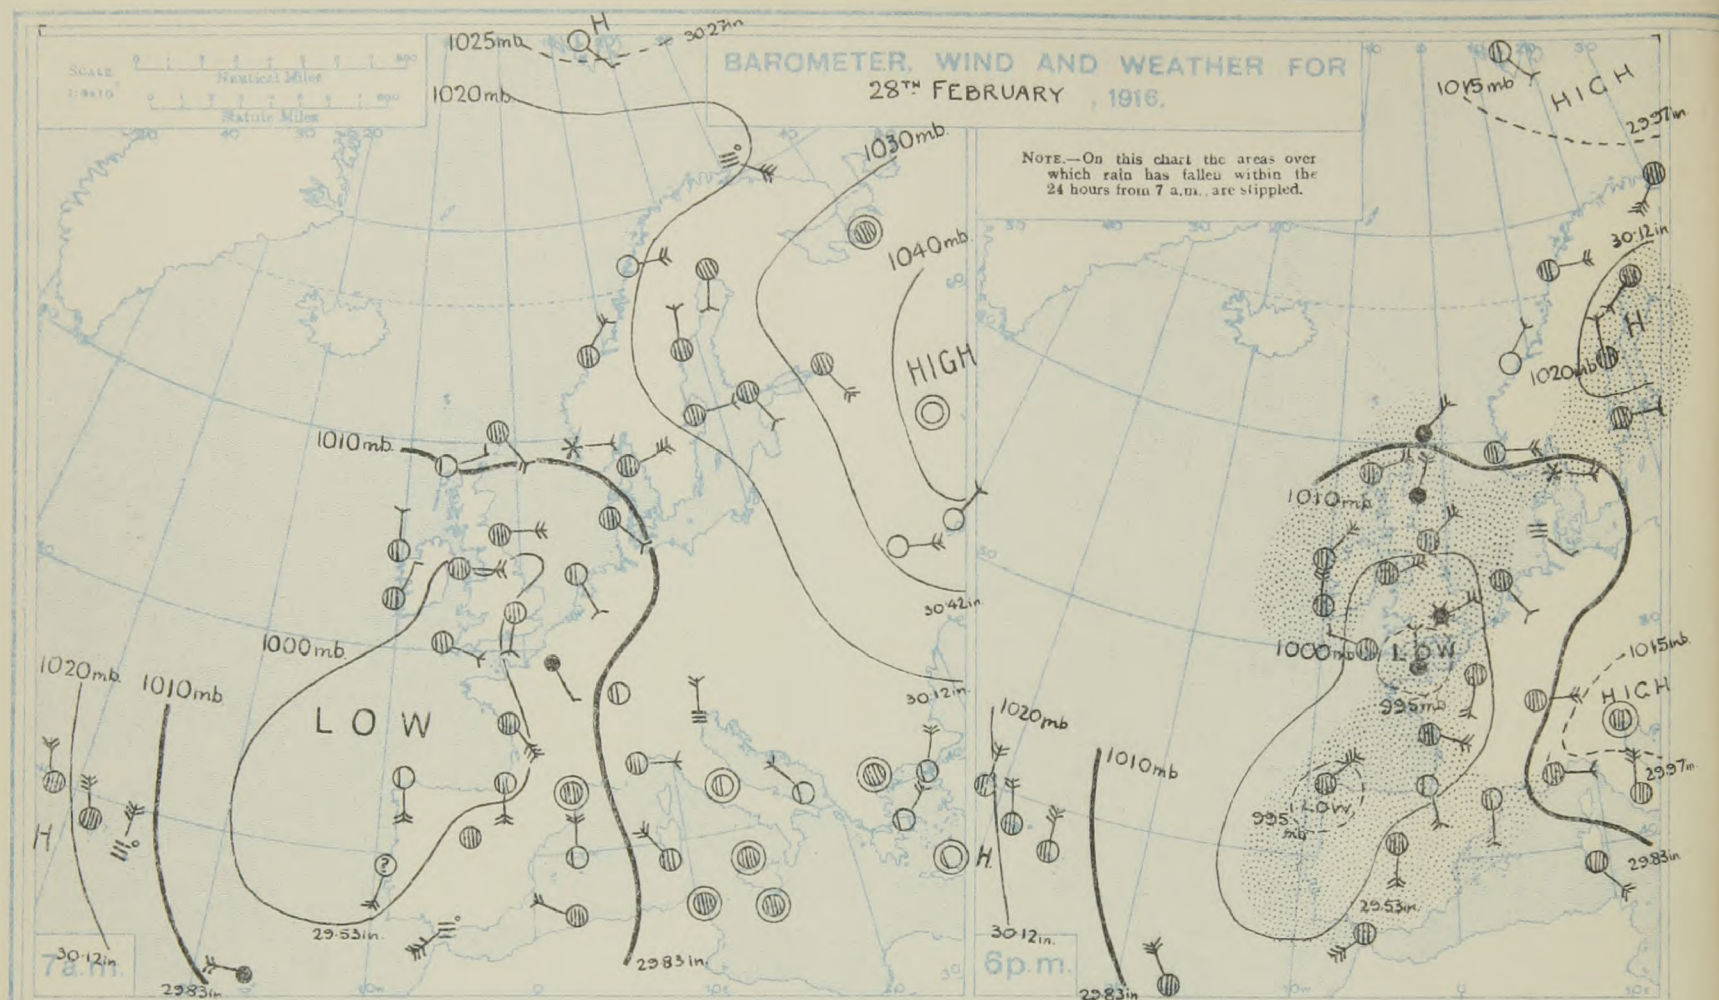 BAROMETER, WIND AND WEATHER FOR
28TH FEBRUARY, 1916.
NOTE.—On this chart the areas over
which rain has fallen within the
24 hours from 7 a.m. are stippled.
SCALE
Nautical Miles
Statute Miles
1025mb
H
30.27in
1020mb
1030mb.
1040mb.
HIGH
1010mb.
1000mb.
LOW
1020mb.
1010mb
H
30.42in.
30.12in.
29.53in.
30.12in.
29.83in.
29.83in.
?
7a.m.
1015mb
HIGH
29.97in.
30.12in.
H
1020mb
1010mb
1000mb
LOW
995mb
1015mb.
HIGH
29.97in.
1020mb
1010mb
LOW
995
mb
H.
29.53in.
29.83in.
30.12in.
29.83in
6p.m.